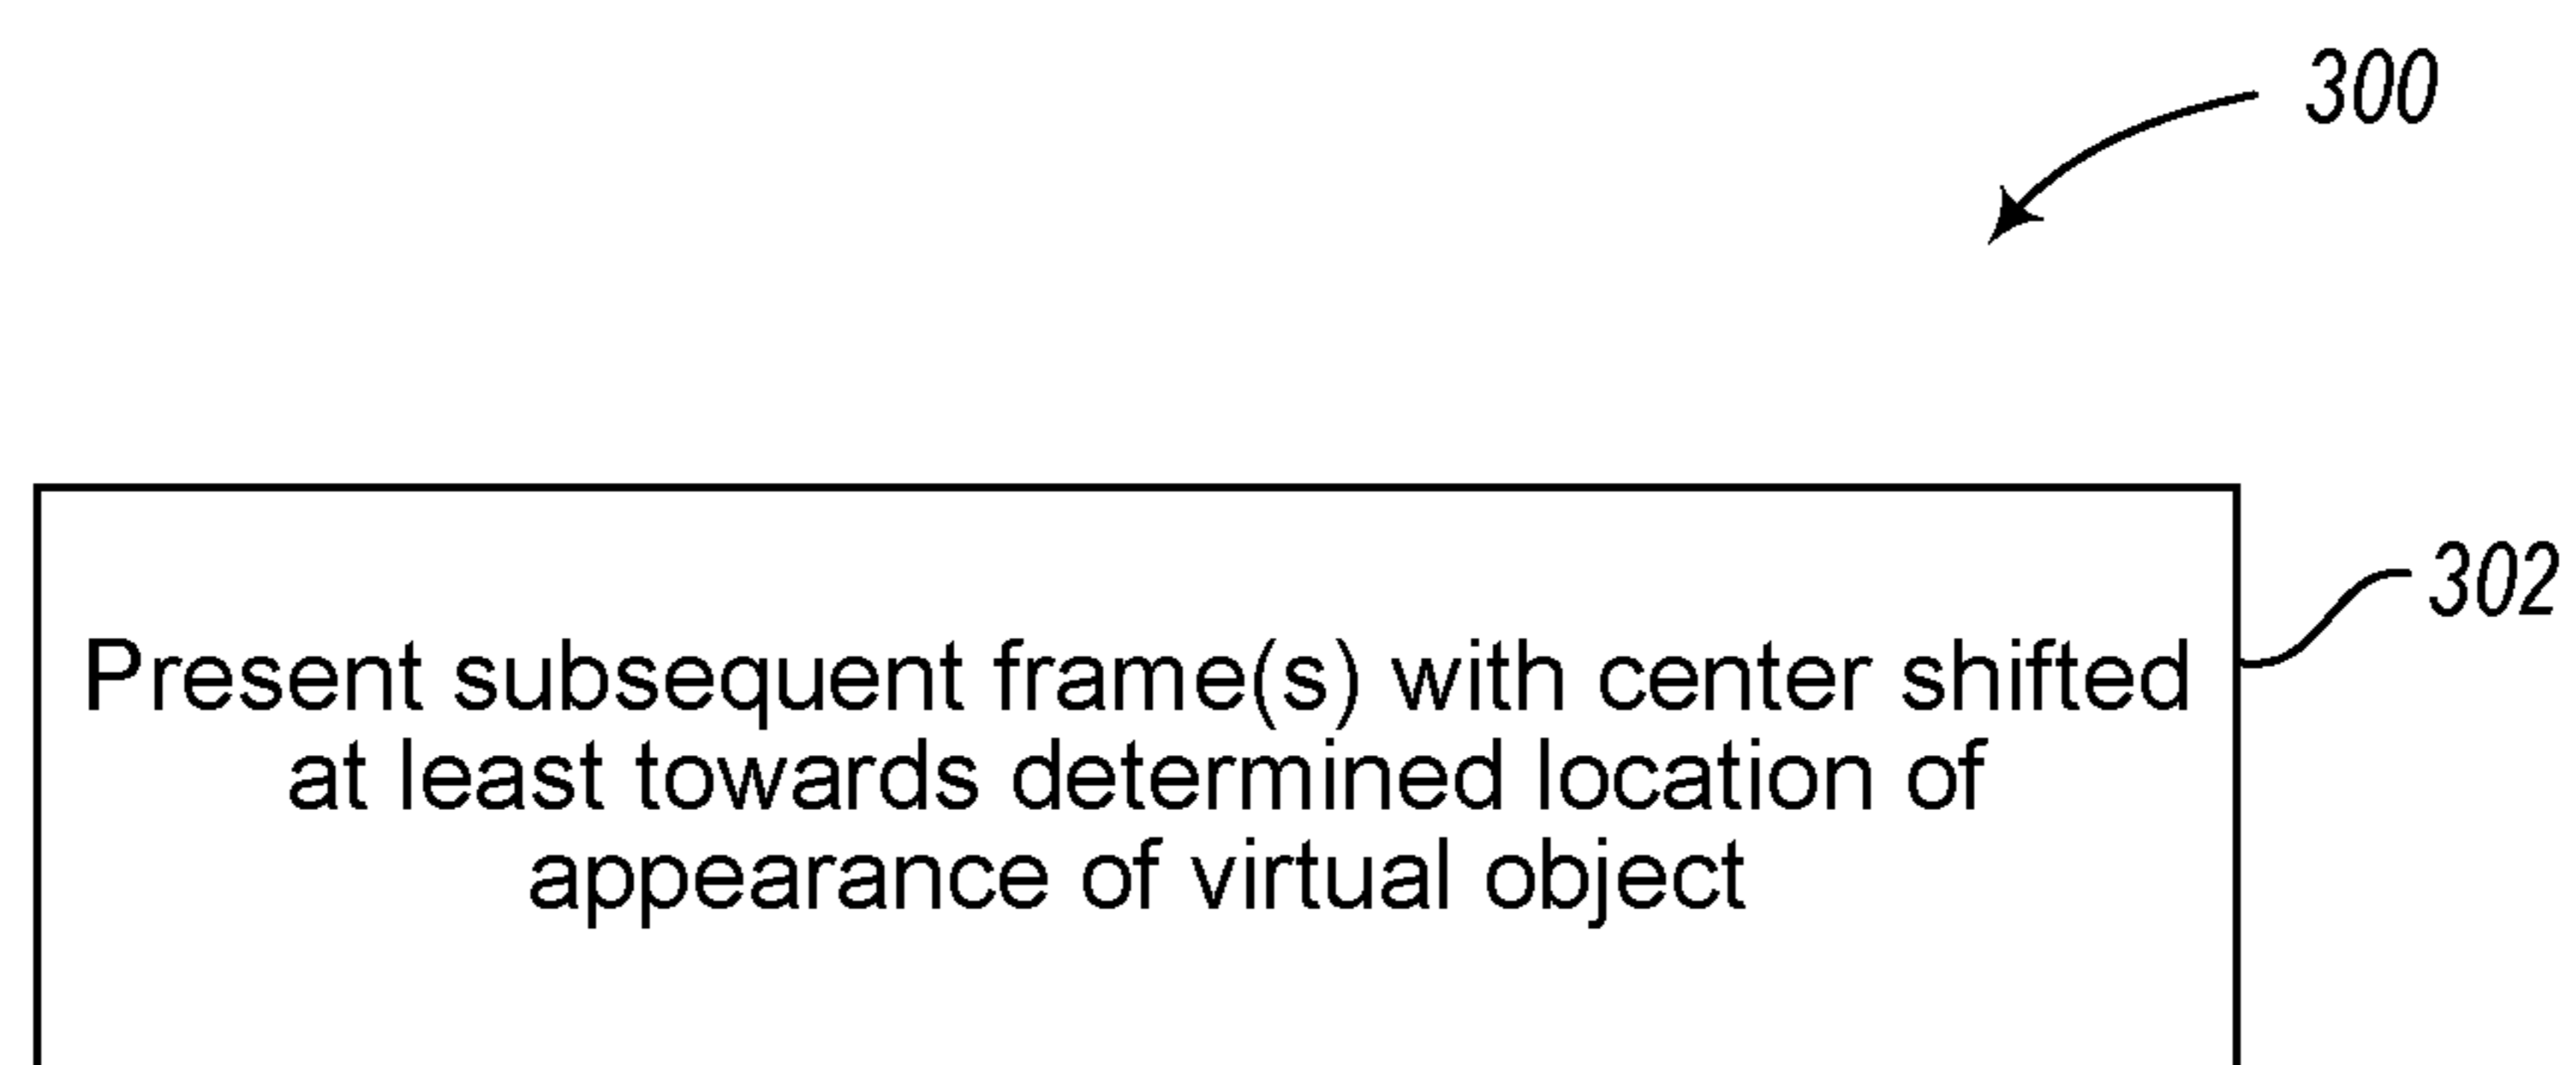 300
302
Present subsequent frame(s) with center shifted
at least towards determined location of
appearance of virtual object